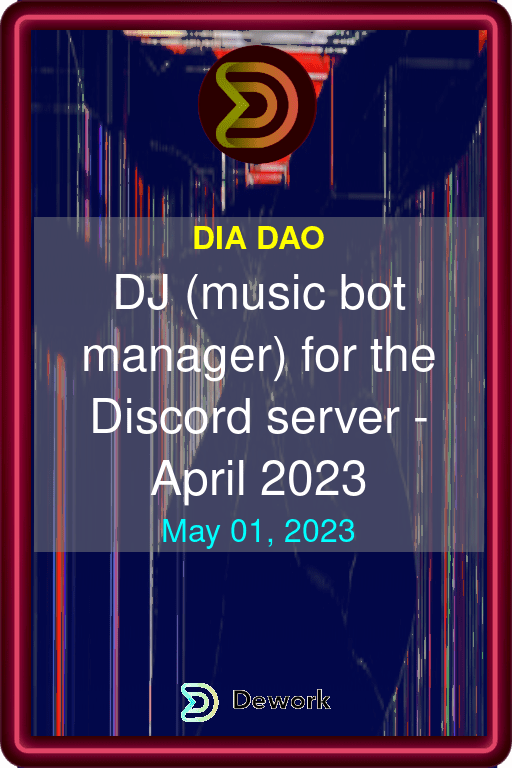 DIA DAO
DJ (music bot
manager) for the
Discord server -
April 2023
May 01, 2023
Dework